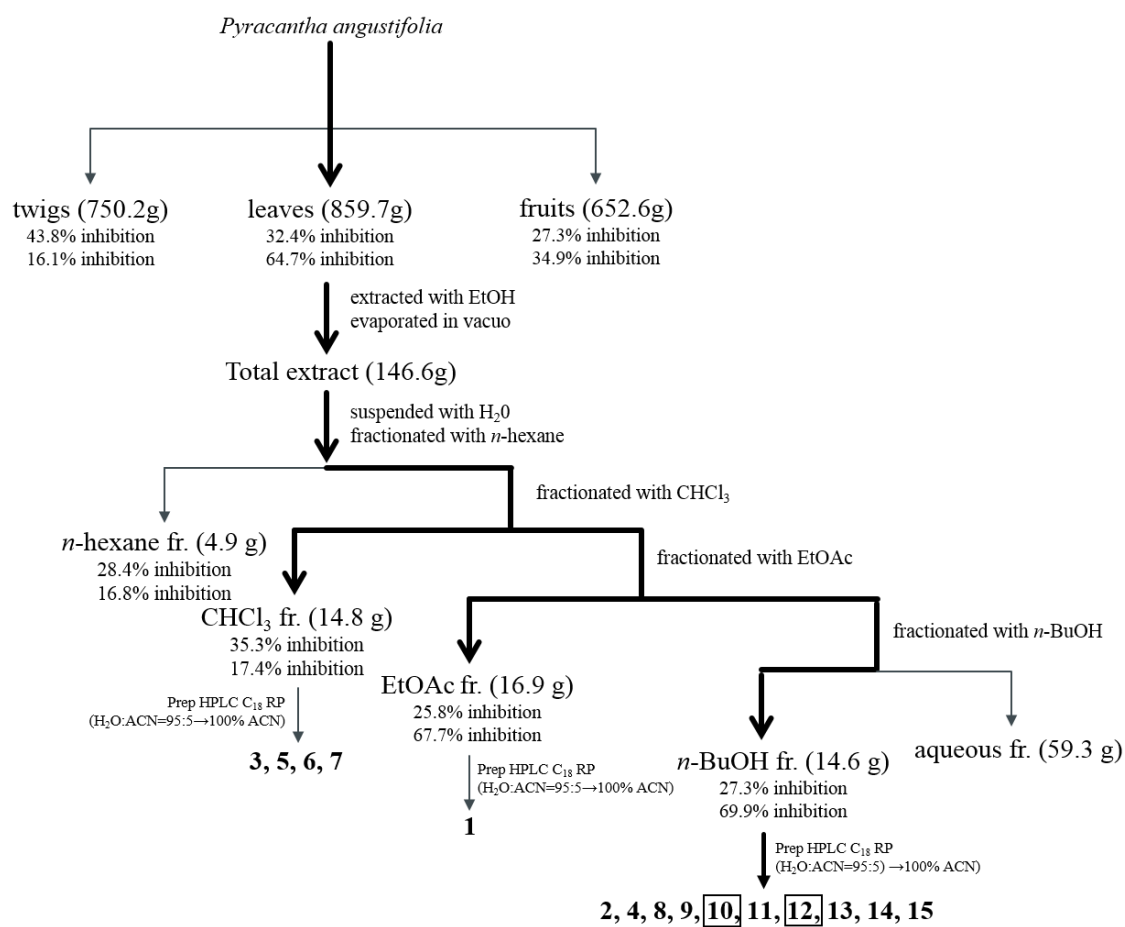 Pyracantha angustifolia
twigs (750.2g)
43.8% inhibition
16.1% inhibition
leaves (859.7g)
32.4% inhibition
64.7% inhibition
fruits (652.6g)
27.3% inhibition
34.9% inhibition
extracted with EtOH
evaporated in vacuo
Total extract (146.6g)
suspended with H₂0
fractionated with n-hexane
fractionated with CHCl₃
n-hexane fr. (4.9 g)
28.4% inhibition
16.8% inhibition
fractionated with EtOAc
CHCl₃ fr. (14.8 g)
35.3% inhibition
17.4% inhibition
fractionated with n-BuOH
Prep HPLC C₁₈ RP
(H₂O:ACN=95:5→100% ACN)
3, 5, 6, 7
EtOAc fr. (16.9 g)
25.8% inhibition
67.7% inhibition
Prep HPLC C₁₈ RP
(H₂O:ACN=95:5→100% ACN)
1
n-BuOH fr. (14.6 g)
27.3% inhibition
69.9% inhibition
aqueous fr. (59.3 g)
Prep HPLC C₁₈ RP
(H₂O:ACN=95:5) →100% ACN)
2, 4, 8, 9, 10, 11, 12, 13, 14, 15